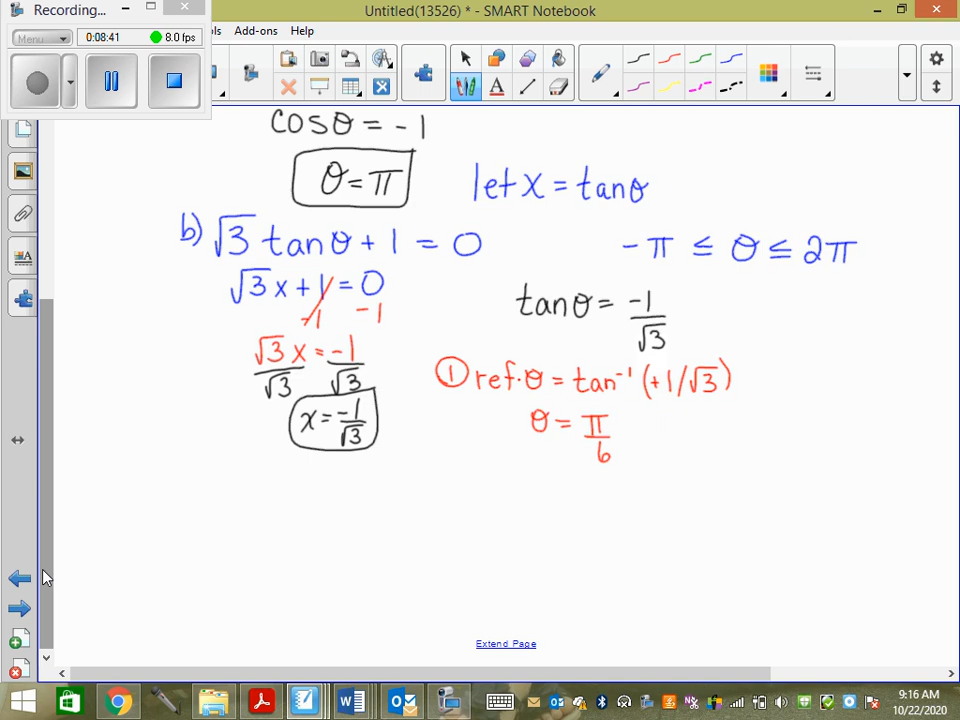 Recording...
Untitled(13526) * - SMART Notebook
Menu
0:08:41
8.0 fps
ols Add-ons Help
cosθ = -1
θ = π
let x = tanθ
b) √3 tanθ + 1 = 0
-π ≤ θ ≤ 2π
√3 x + 1 = 0
-1 -1
tanθ = -1/√3
√3 x = -1
√3 √3
① ref. θ = tan⁻¹ (+1/√3)
x = -1/√3
θ = π/6
Extend Page
9:16 AM
10/22/2020